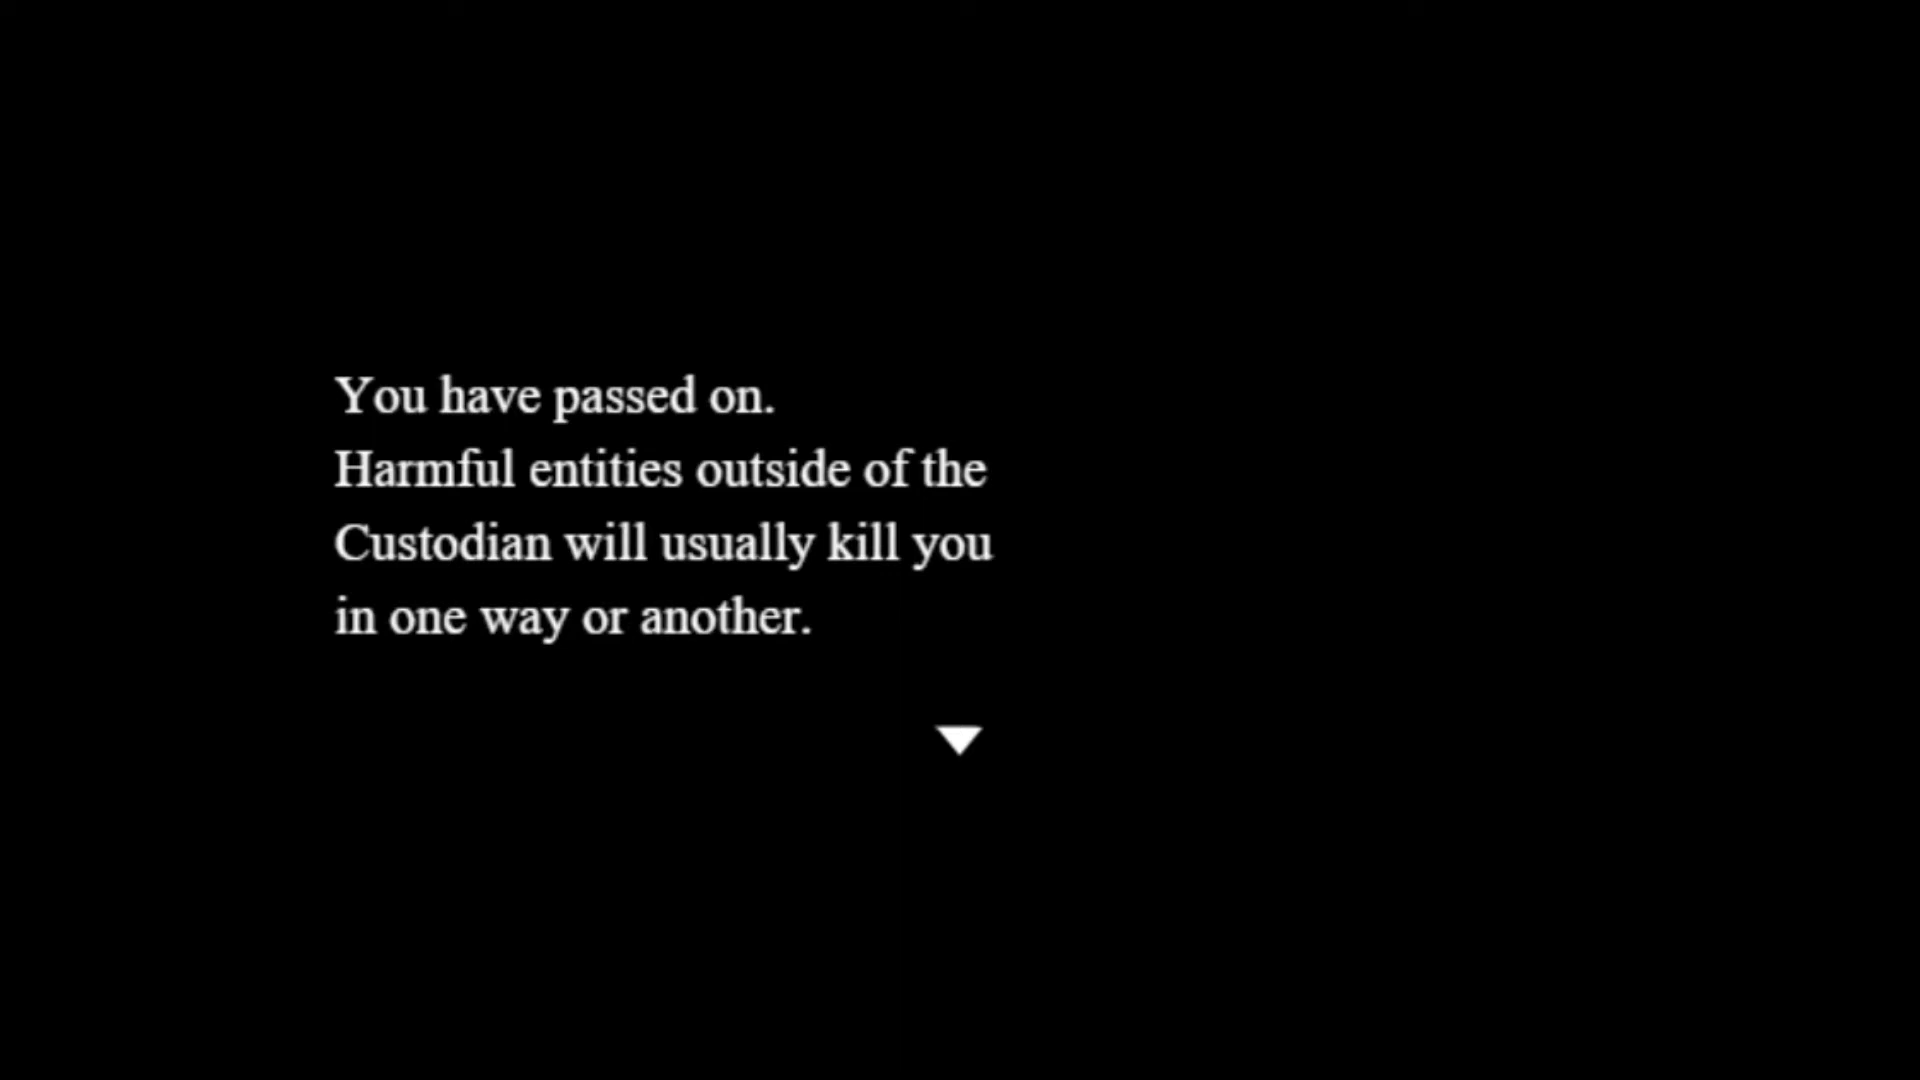 You have passed on.
Harmful entities outside of the
Custodian will usually kill you
in one way or another.